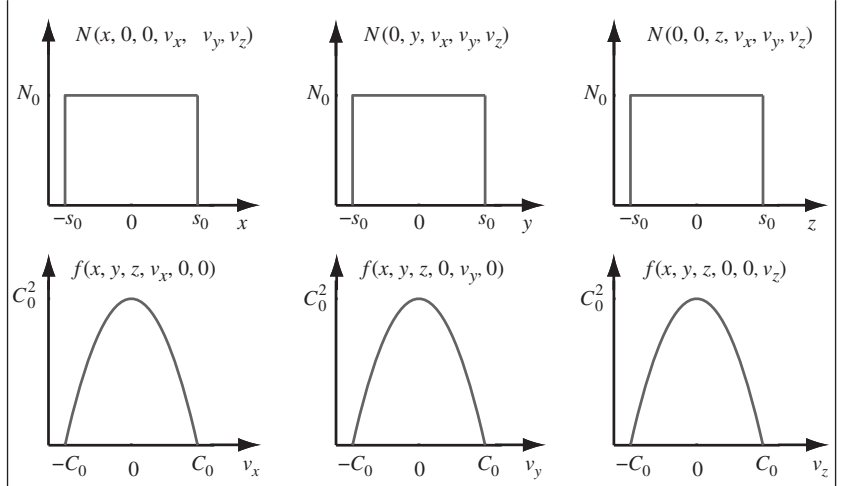 N(x, 0, 0, v_x, v_y, v_z)
N_0
−s_0 0 s_0 x
N(0, y, v_x, v_y, v_z)
N_0
−s_0 0 s_0 y
N(0, 0, z, v_x, v_y, v_z)
N_0
−s_0 0 s_0 z
f(x, y, z, v_x, 0, 0)
C_0^2
−C_0 0 C_0 v_x
f(x, y, z, 0, v_y, 0)
C_0^2
−C_0 0 C_0 v_y
f(x, y, z, 0, 0, v_z)
C_0^2
−C_0 0 C_0 v_z